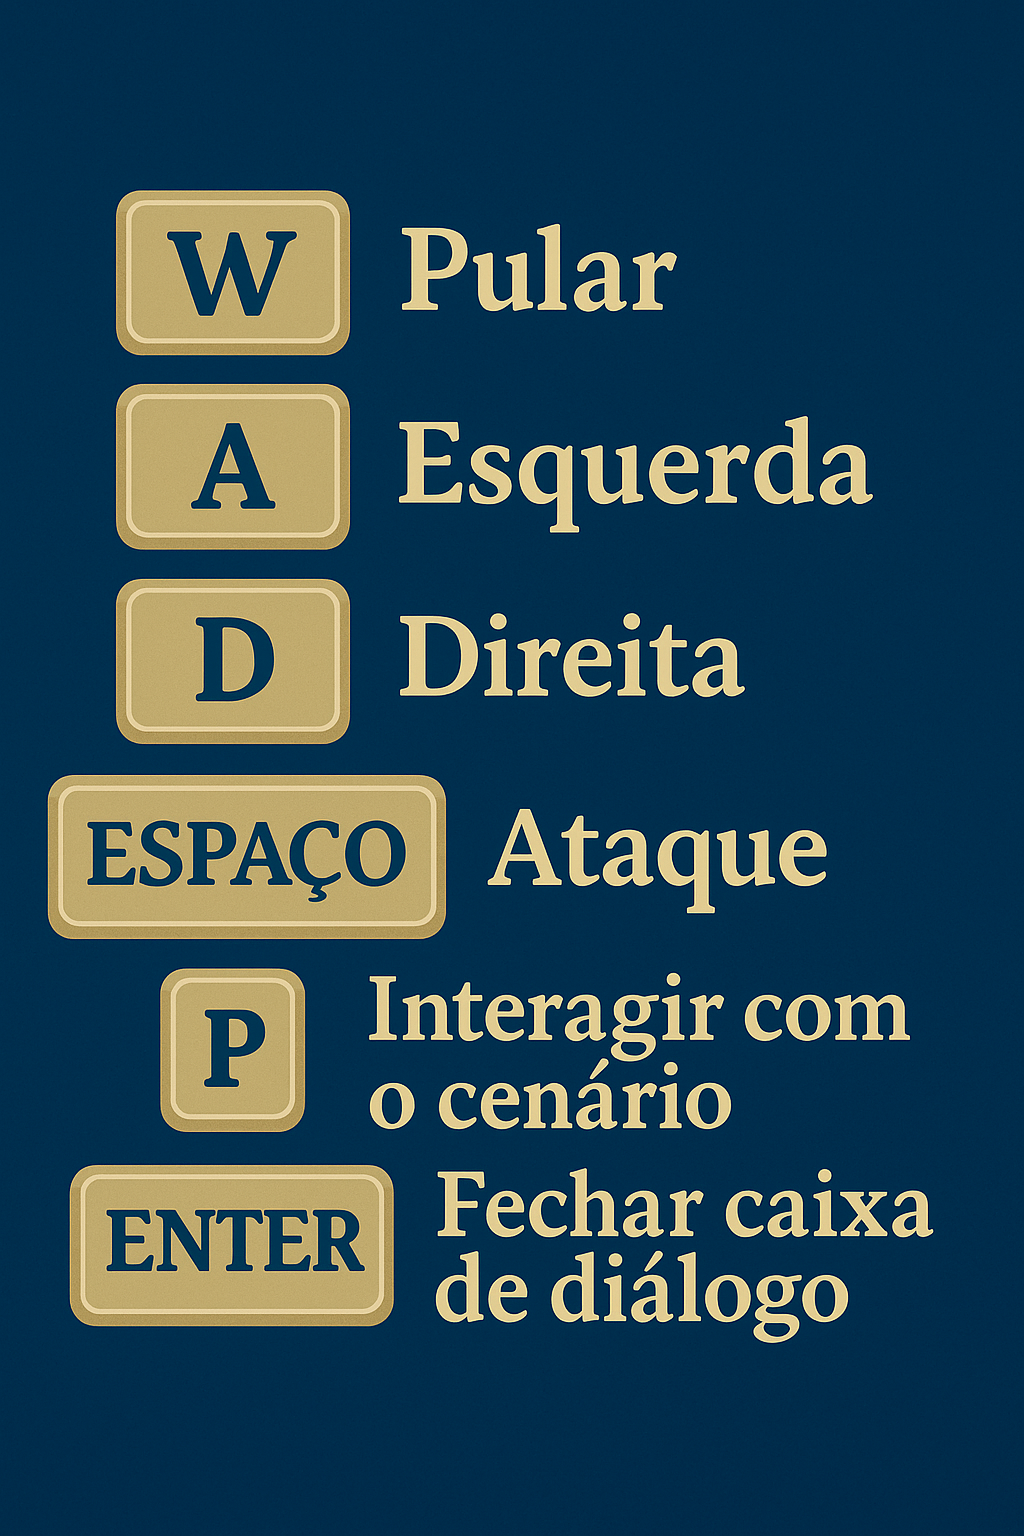 W Pular
A Esquerda
D Direita
ESPAÇO Ataque
P Interagir com
o cenário
ENTER Fechar caixa
de diálogo